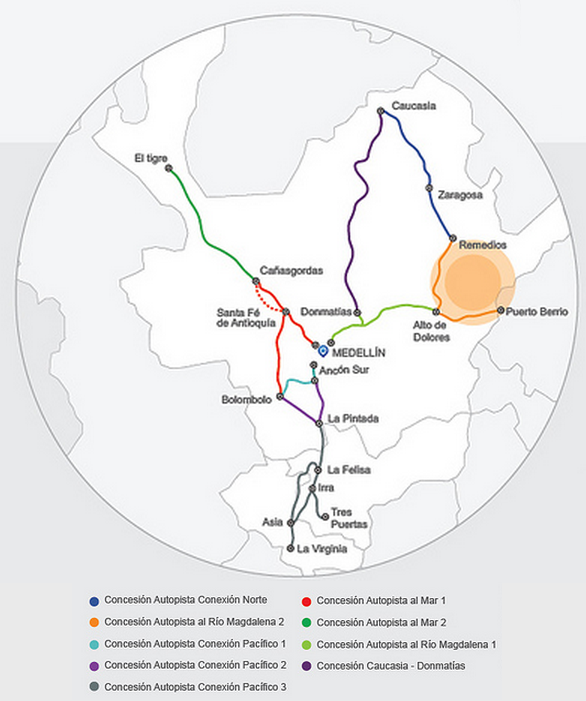 Caucasia
El tigre
Zaragosa
Remedios
Cañasgordas
Santa Fé
de Antioquía
Donmatías
Puerto Berrio
Alto de
Dolores
MEDELLÍN
Ancón Sur
Bolombolo
La Pintada
La Felisa
Irra
Tres
Puertas
Asia
La Virginia
Concesión Autopista Conexión Norte
Concesión Autopista al Mar 1
Concesión Autopista al Río Magdalena 2
Concesión Autopista al Mar 2
Concesión Autopista Conexión Pacífico 1
Concesión Autopista al Río Magdalena 1
Concesión Autopista Conexión Pacífico 2
Concesión Caucasia - Donmatías
Concesión Autopista Conexión Pacífico 3